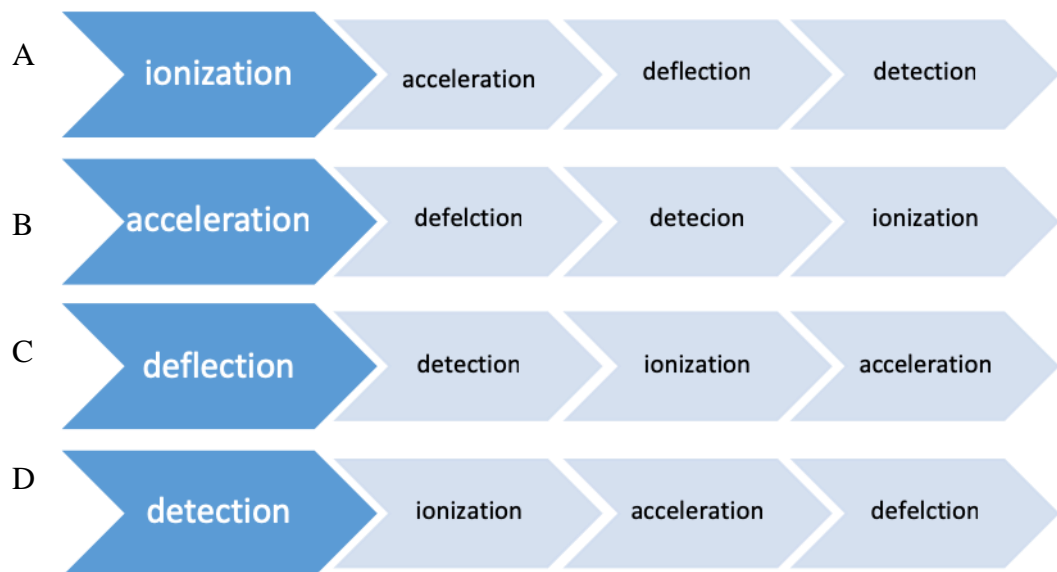 A ionization acceleration deflection detection
B acceleration defelction detecion ionization
C deflection detection ionization acceleration
D detection ionization acceleration defelction